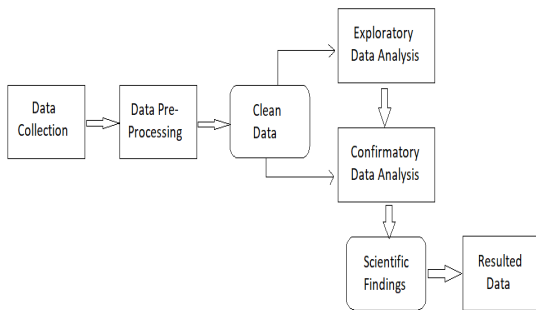 Data
Collection
Data Pre-
Processing
Clean
Data
Exploratory
Data Analysis
Confirmatory
Data Analysis
Scientific
Findings
Resulted
Data